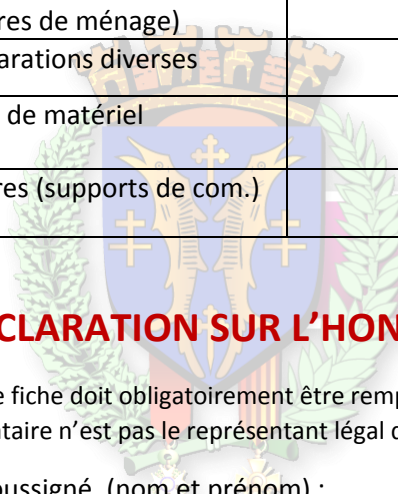 res de ménage)
arations diverses
de matériel
res (supports de com.)
CLARATION SUR L’HON
e fiche doit obligatoirement être remp
taire n’est pas le représentant légal d
oussigné, (nom et prénom) :